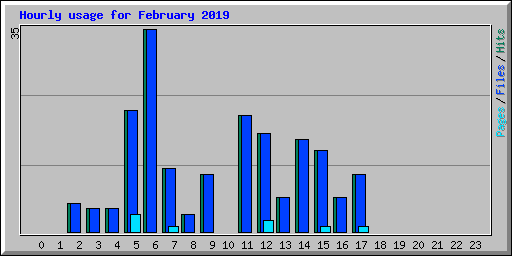 Hourly usage for February 2019
35
Pages/Files/Hits
0 1 2 3 4 5 6 7 8 9 10 11 12 13 14 15 16 17 18 19 20 21 22 23